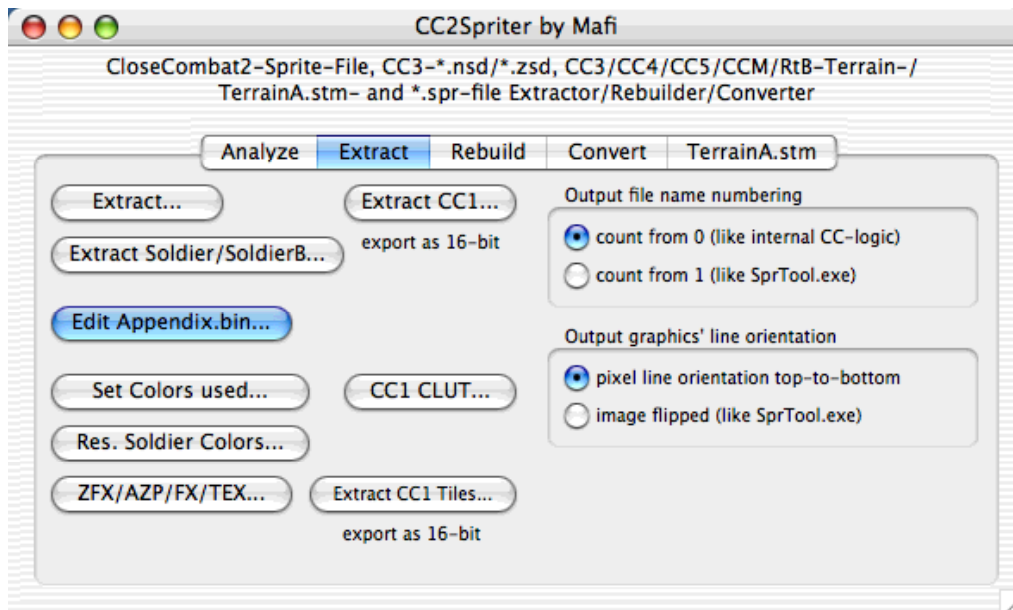 CC2Spriter by Mafi
CloseCombat2-Sprite-File, CC3-*.nsd/*.zsd, CC3/CC4/CC5/CCM/RtB-Terrain-/
TerrainA.stm- and *.spr-file Extractor/Rebuilder/Converter
Analyze Extract Rebuild Convert TerrainA.stm
Extract... Extract CC1...
export as 16-bit
Extract Soldier/SoldierB...
Edit Appendix.bin...
Set Colors used... CC1 CLUT...
Res. Soldier Colors...
ZFX/AZP/FX/TEX... Extract CC1 Tiles...
export as 16-bit
Output file name numbering
count from 0 (like internal CC-logic)
count from 1 (like SprTool.exe)
Output graphics' line orientation
pixel line orientation top-to-bottom
image flipped (like SprTool.exe)